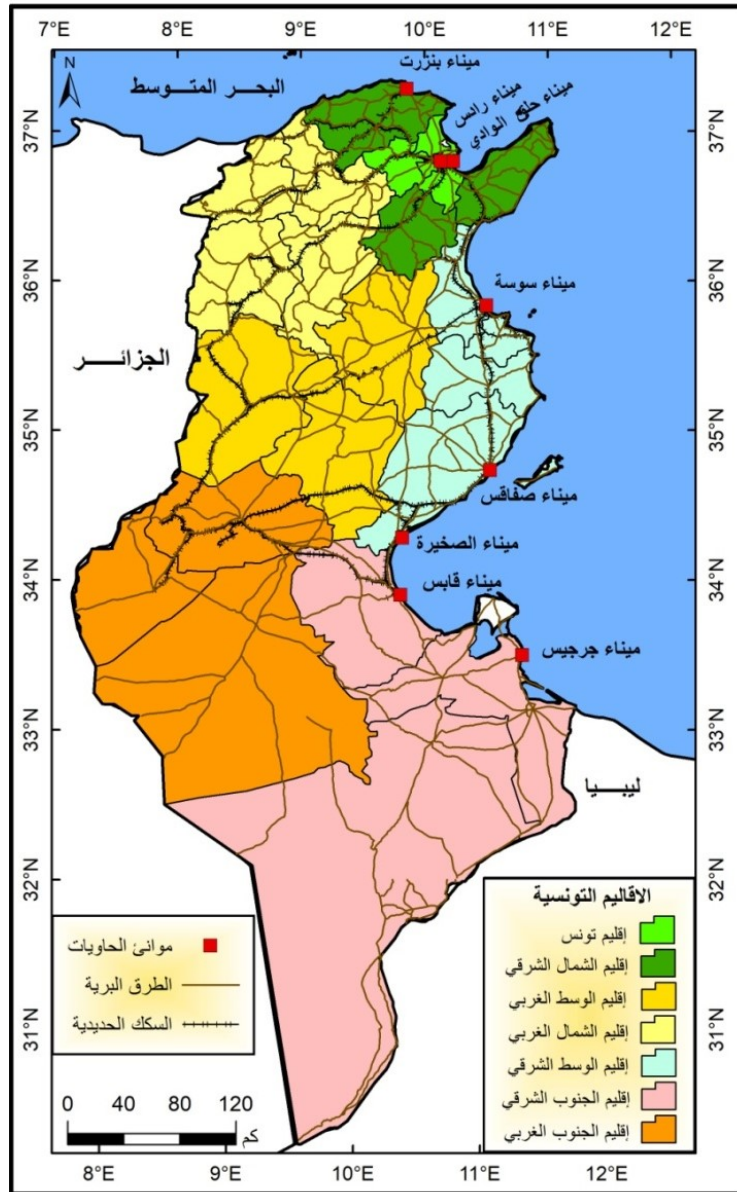 7°E 8°E 9°E 10°E 11°E 12°E
N
البحر المتوسط
ميناء بنزرت
ميناء رادس
ميناء حلق الوادي
37°N 37°N
36°N 36°N
ميناء سوسة
الجزائر
35°N 35°N
ميناء صفاقس
ميناء الصخيرة
34°N 34°N
ميناء قابس
ميناء جرجيس
33°N 33°N
ليبيا
32°N 32°N
31°N 31°N
الاقاليم التونسية
إقليم تونس
إقليم الشمال الشرقي
إقليم الوسط الغربي
إقليم الشمال الغربي
إقليم الوسط الشرقي
إقليم الجنوب الشرقي
إقليم الجنوب الغربي
موانئ الحاويات
الطرق البرية
السكك الحديدية
0 40 80 120
كم
8°E 9°E 10°E 11°E 12°E